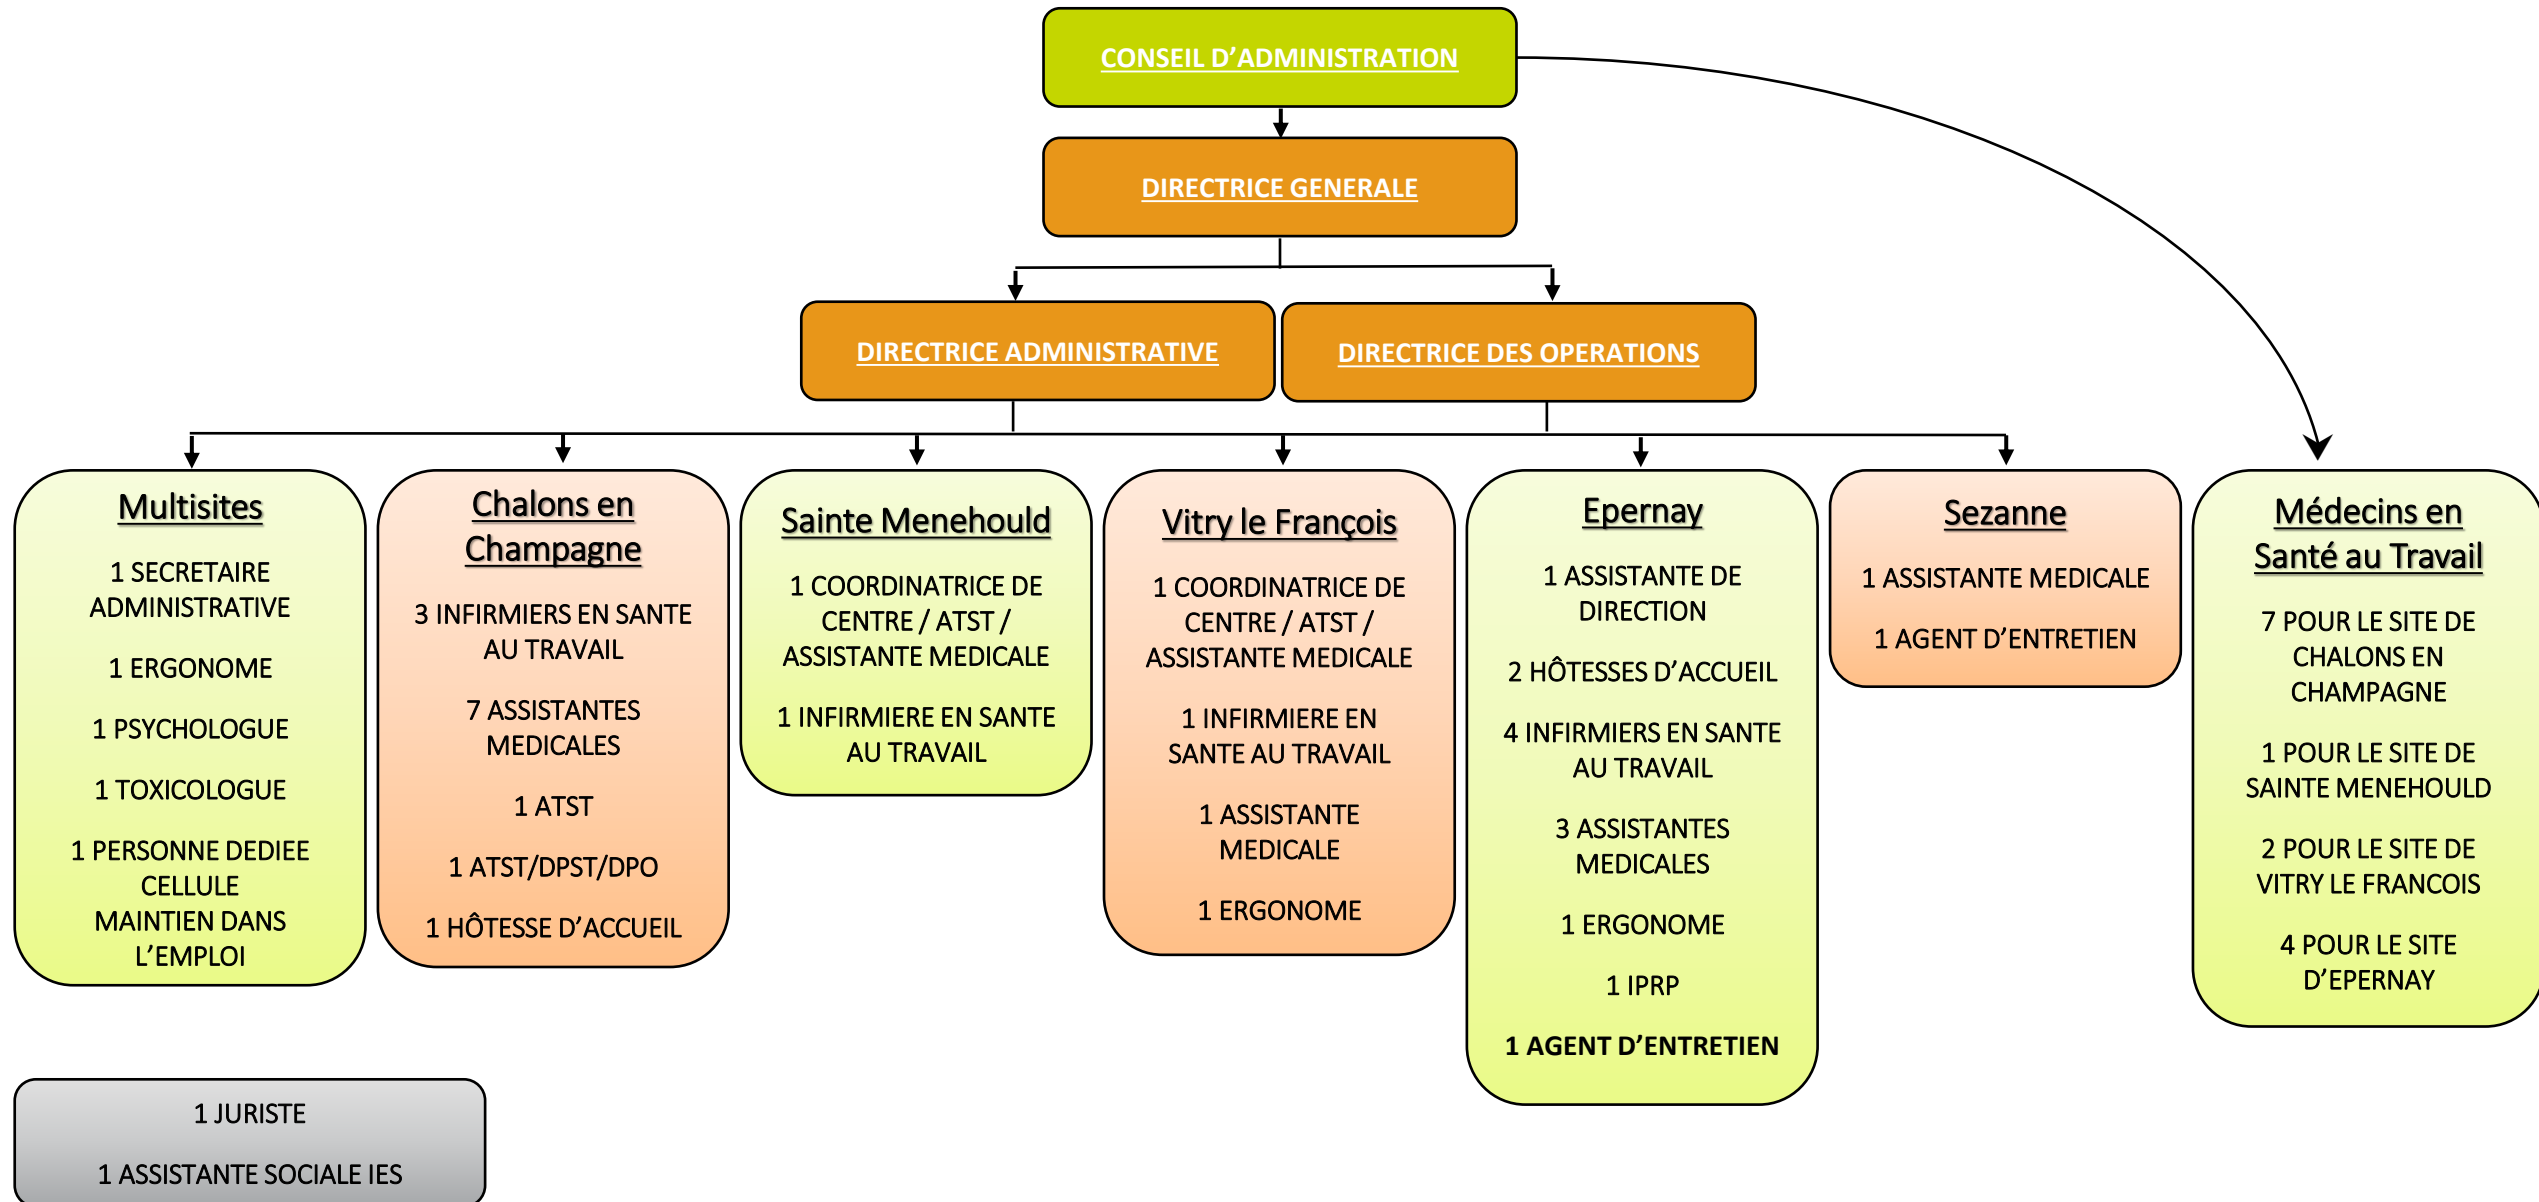 CONSEIL D’ADMINISTRATION
DIRECTRICE GENERALE
DIRECTRICE ADMINISTRATIVE
DIRECTRICE DES OPERATIONS
Multisites
1 SECRETAIRE
ADMINISTRATIVE
1 ERGONOME
1 PSYCHOLOGUE
1 TOXICOLOGUE
1 PERSONNE DEDIEE
CELLULE
MAINTIEN DANS
L’EMPLOI
Chalons en
Champagne
3 INFIRMIERS EN SANTE
AU TRAVAIL
7 ASSISTANTES
MEDICALES
1 ATST
1 ATST/DPST/DPO
1 HÔTESSE D’ACCUEIL
Sainte Menehould
1 COORDINATRICE DE
CENTRE / ATST /
ASSISTANTE MEDICALE
1 INFIRMIERE EN SANTE
AU TRAVAIL
Vitry le François
1 COORDINATRICE DE
CENTRE / ATST /
ASSISTANTE MEDICALE
1 INFIRMIERE EN
SANTE AU TRAVAIL
1 ASSISTANTE
MEDICALE
1 ERGONOME
Epernay
1 ASSISTANTE DE
DIRECTION
2 HÔTESSES D’ACCUEIL
4 INFIRMIERS EN SANTE
AU TRAVAIL
3 ASSISTANTES
MEDICALES
1 ERGONOME
1 IPRP
1 AGENT D’ENTRETIEN
Sezanne
1 ASSISTANTE MEDICALE
1 AGENT D’ENTRETIEN
Médecins en
Santé au Travail
7 POUR LE SITE DE
CHALONS EN
CHAMPAGNE
1 POUR LE SITE DE
SAINTE MENEHOULD
2 POUR LE SITE DE
VITRY LE FRANCOIS
4 POUR LE SITE
D’EPERNAY
1 JURISTE
1 ASSISTANTE SOCIALE IES